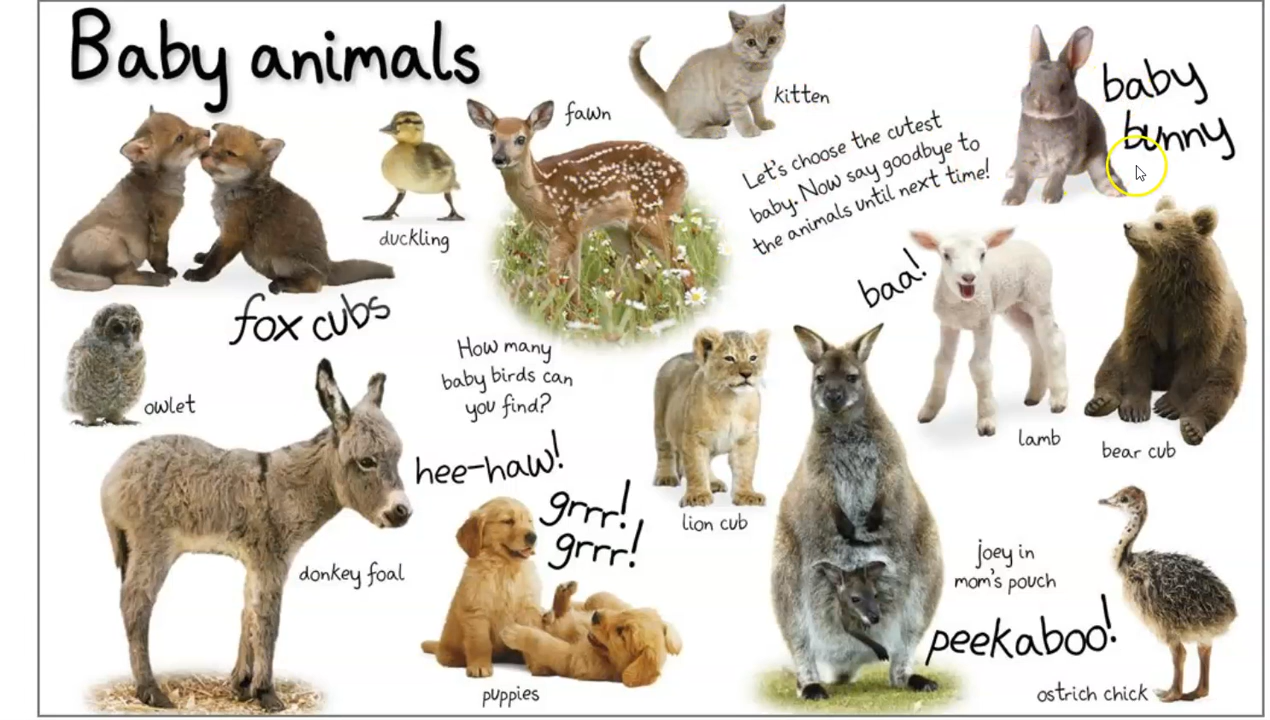 Baby animals
kitten
baby
bunny
fawn
duckling
Let's choose the cutest
baby. Now say goodbye to
the animals until next time!
fox cubs
baa!
owlet
How many
baby birds can
you find?
lamb
bear cub
hee-haw!
grrr!
grrr!
lion cub
donkey foal
joey in
mom's pouch
peekaboo!
puppies
ostrich chick